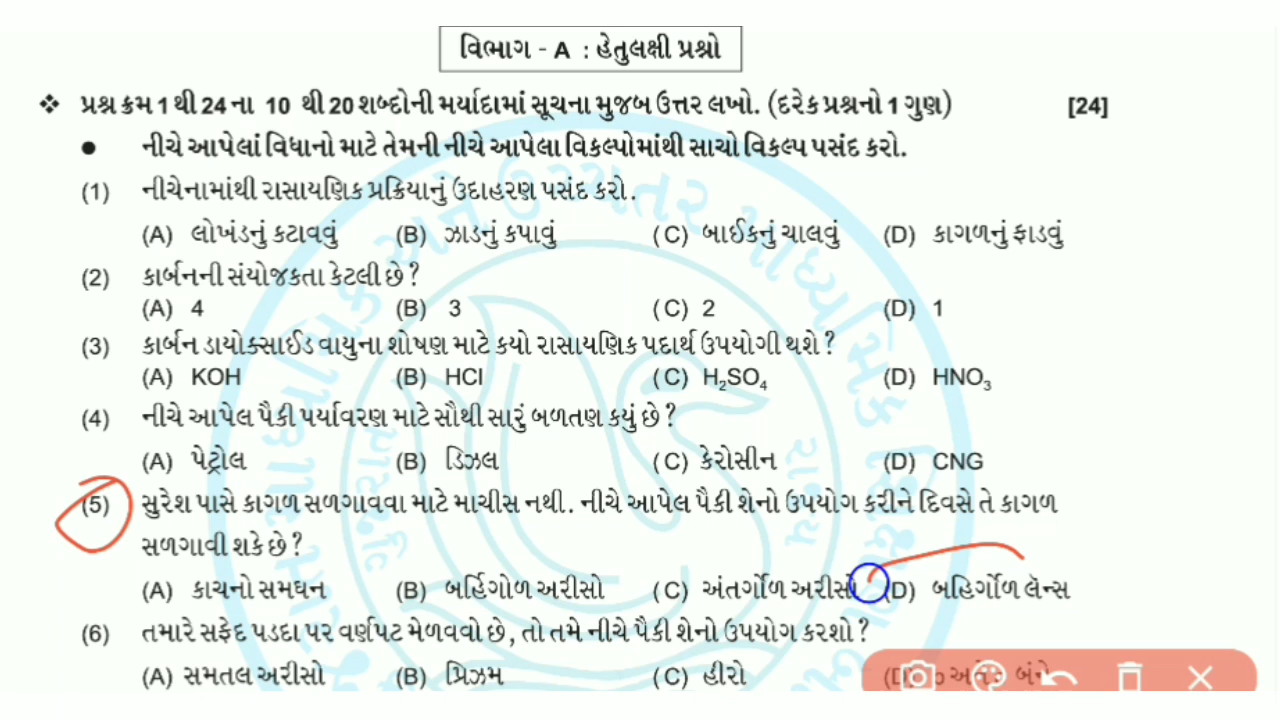 વિભાગ - A : હેતુલક્ષી પ્રશ્નો
❖ પ્રશ્ન ક્રમ 1 થી 24 ના 10 થી 20 શબ્દોની મર્યાદામાં સૂચના મુજબ ઉત્તર લખો. (દરેક પ્રશ્નનો 1 ગુણ) [24]
● નીચે આપેલાં વિધાનો માટે તેમની નીચે આપેલા વિકલ્પોમાંથી સાચો વિકલ્પ પસંદ કરો.
(1) નીચેનામાંથી રાસાયણિક પ્રક્રિયાનું ઉદાહરણ પસંદ કરો.
(A) લોખંડનું કટાવવું (B) ઝાડનું કપાવું (C) બાઈકનું ચાલવું (D) કાગળનું ફાડવું
(2) કાર્બનની સંયોજકતા કેટલી છે ?
(A) 4 (B) 3 (C) 2 (D) 1
(3) કાર્બન ડાયોક્સાઈડ વાયુના શોષણ માટે કયો રાસાયણિક પદાર્થ ઉપયોગી થશે ?
(A) KOH (B) HCl (C) H₂SO₄ (D) HNO₃
(4) નીચે આપેલ પૈકી પર્યાવરણ માટે સૌથી સારું બળતણ કયું છે ?
(A) પેટ્રોલ (B) ડિઝલ (C) કેરોસીન (D) CNG
(5) સુરેશ પાસે કાગળ સળગાવવા માટે માચીસ નથી. નીચે આપેલ પૈકી શેનો ઉપયોગ કરીને દિવસે તે કાગળ
સળગાવી શકે છે ?
(A) કાચનો સમઘન (B) બર્હિગોળ અરીસો (C) અંતર્ગોળ અરીસો (D) બહિર્ગોળ લૅન્સ
(6) તમારે સફેદ પડદા પર વર્ણપટ મેળવવો છે, તો તમે નીચે પૈકી શેનો ઉપયોગ કરશો ?
(A) સમતલ અરીસો (B) પ્રિઝમ (C) હીરો (D)